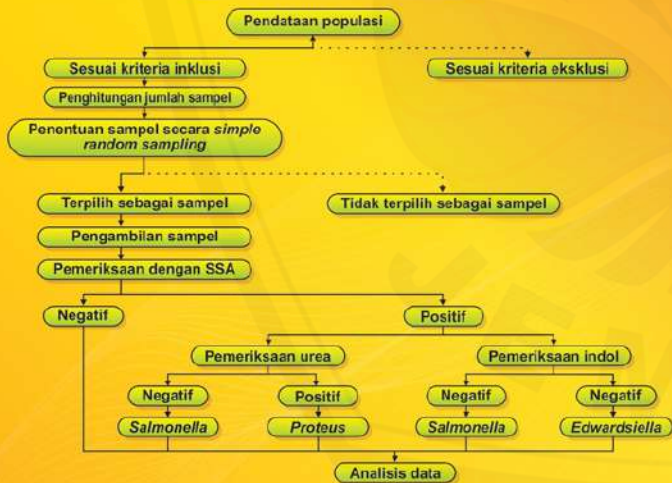 Pendataan populasi
Sesuai kriteria inklusi
Sesuai kriteria eksklusi
Penghitungan jumlah sampel
Penentuan sampel secara simple
random sampling
Terpilih sebagai sampel
Tidak terpilih sebagai sampel
Pengambilan sampel
Pemeriksaan dengan SSA
Negatif
Positif
Pemeriksaan urea
Pemeriksaan indol
Negatif
Positif
Negatif
Negatif
Salmonella
Proteus
Salmonella
Edwardsiella
Analisis data